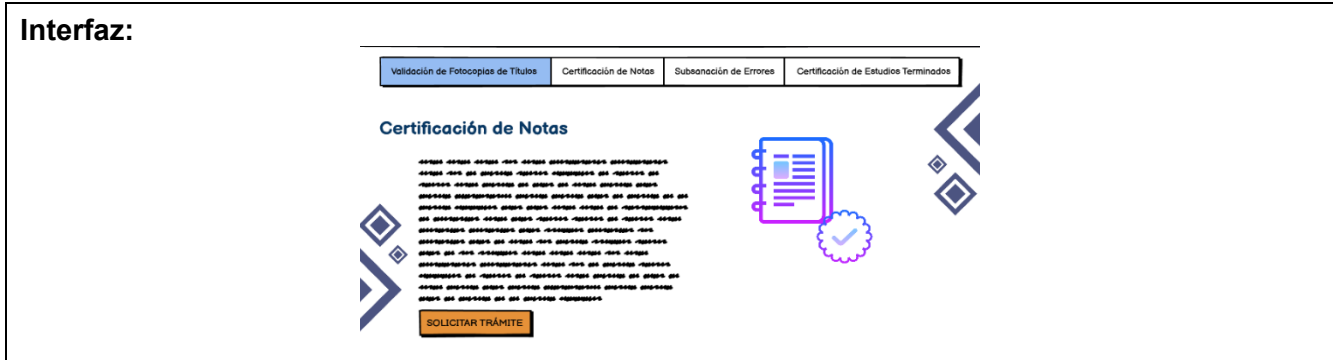 Interfaz:
Validación de Fotocopias de Títulos
Certificación de Notas
Subsanación de Errores
Certificación de Estudios Terminados
Certificación de Notas
SOLICITAR TRÁMITE